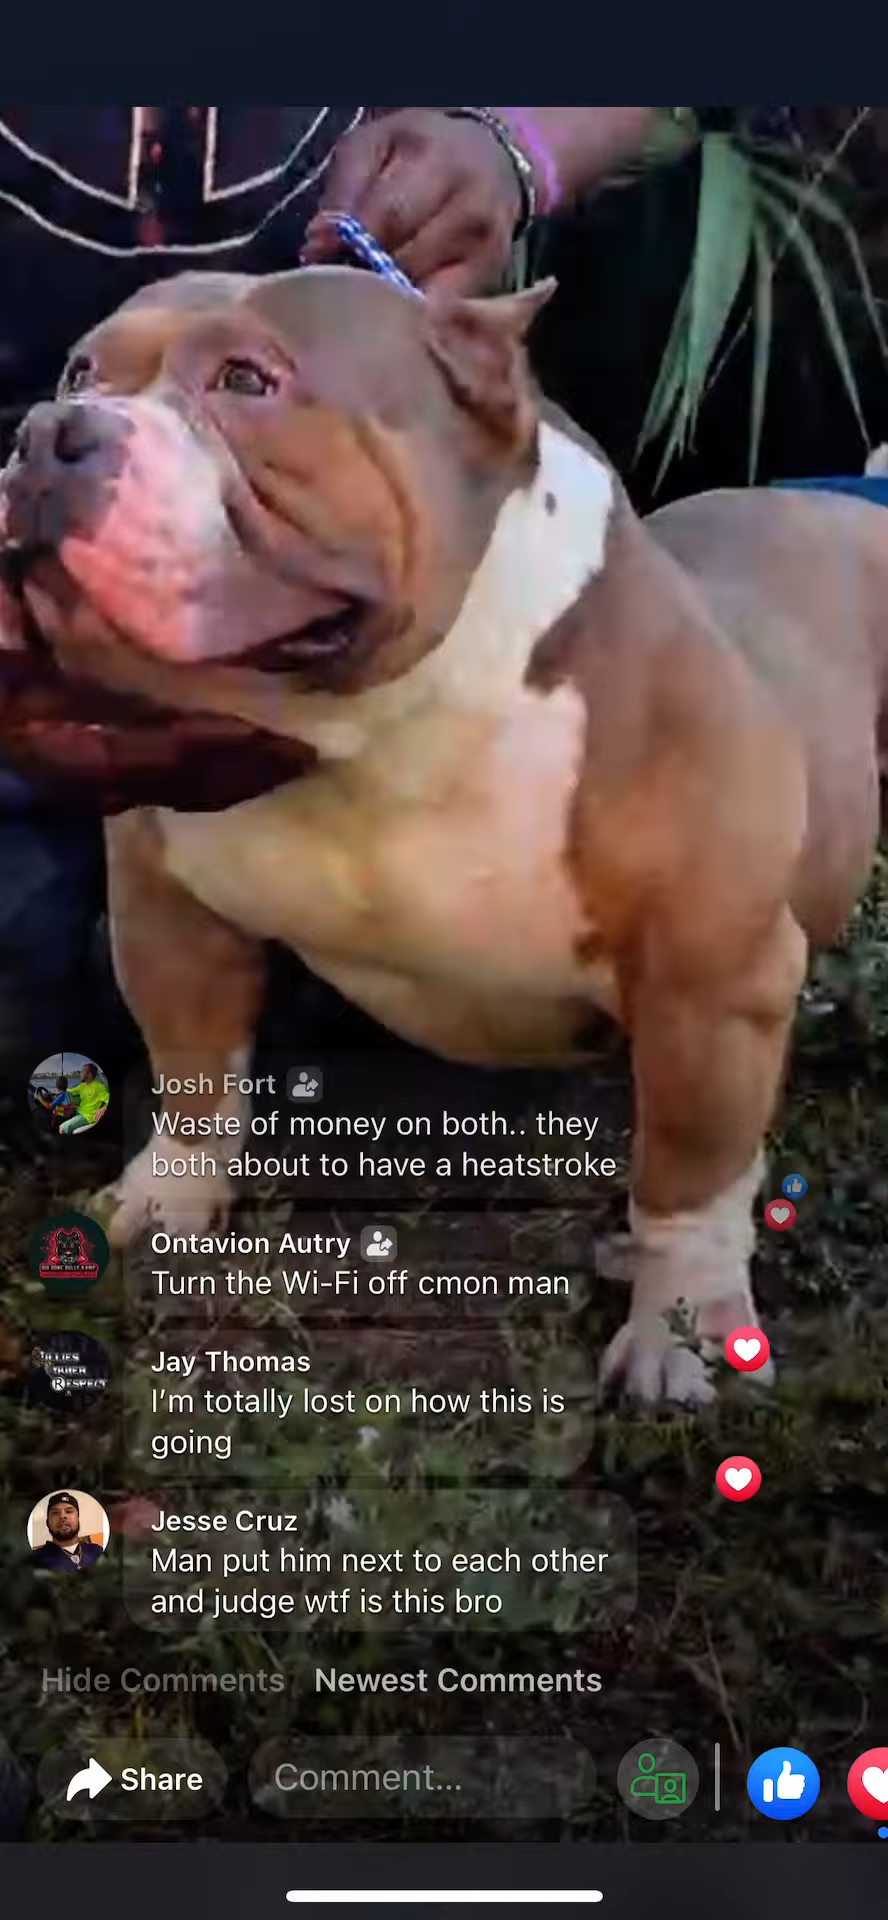 Josh Fort
Waste of money on both.. they
both about to have a heatstroke
Ontavion Autry
Turn the Wi-Fi off cmon man
Jay Thomas
I'm totally lost on how this is
going
Jesse Cruz
Man put him next to each other
and judge wtf is this bro
Hide Comments Newest Comments
Share Comment...